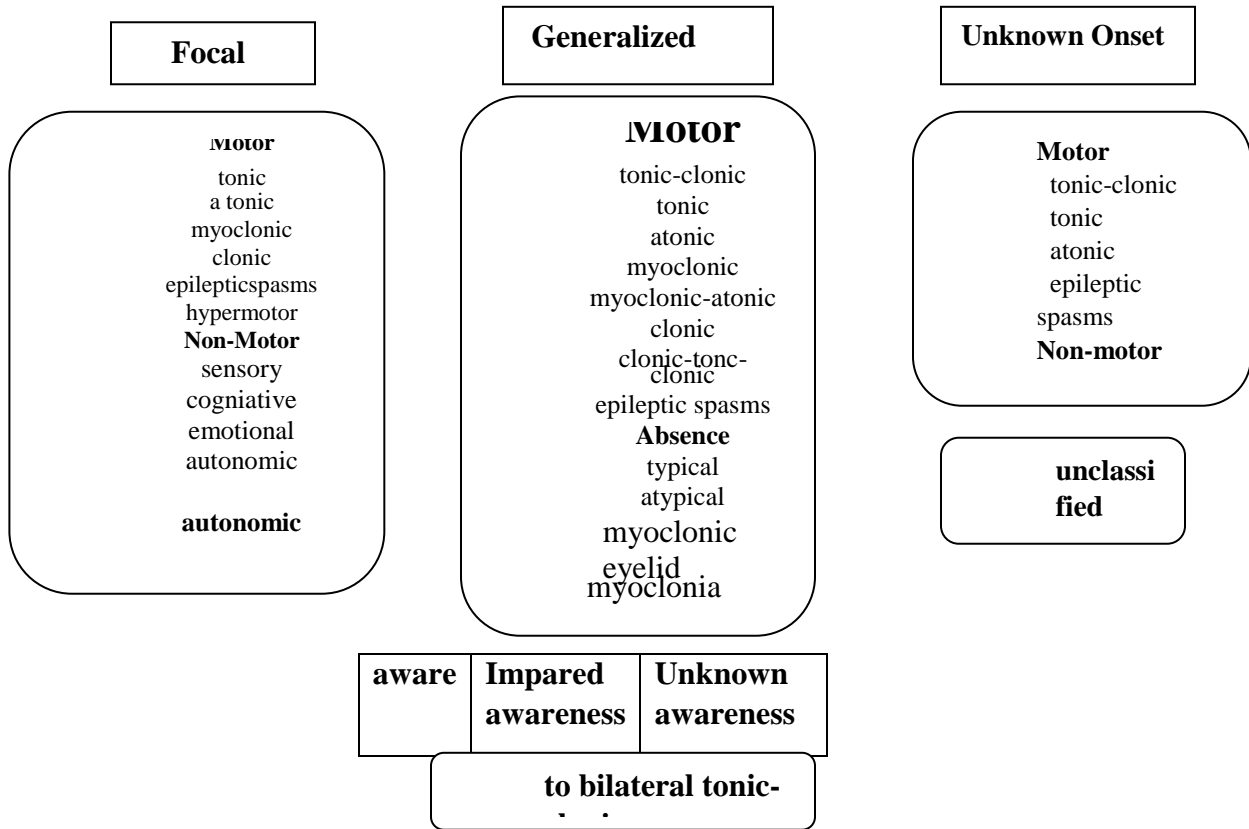 Focal
Generalized
Unknown Onset
Motor
tonic
a tonic
myoclonic
clonic
epilepticspasms
hypermotor
Non-Motor
sensory
cogniative
emotional
autonomic
autonomic
Motor
tonic-clonic
tonic
atonic
myoclonic
myoclonic-atonic
clonic
clonic-tonc-
clonic
epileptic spasms
Absence
typical
atypical
myoclonic
eyelid
myoclonia
Motor
tonic-clonic
tonic
atonic
epileptic
spasms
Non-motor
unclassi
fied
aware
Impared
awareness
Unknown
awareness
to bilateral tonic-